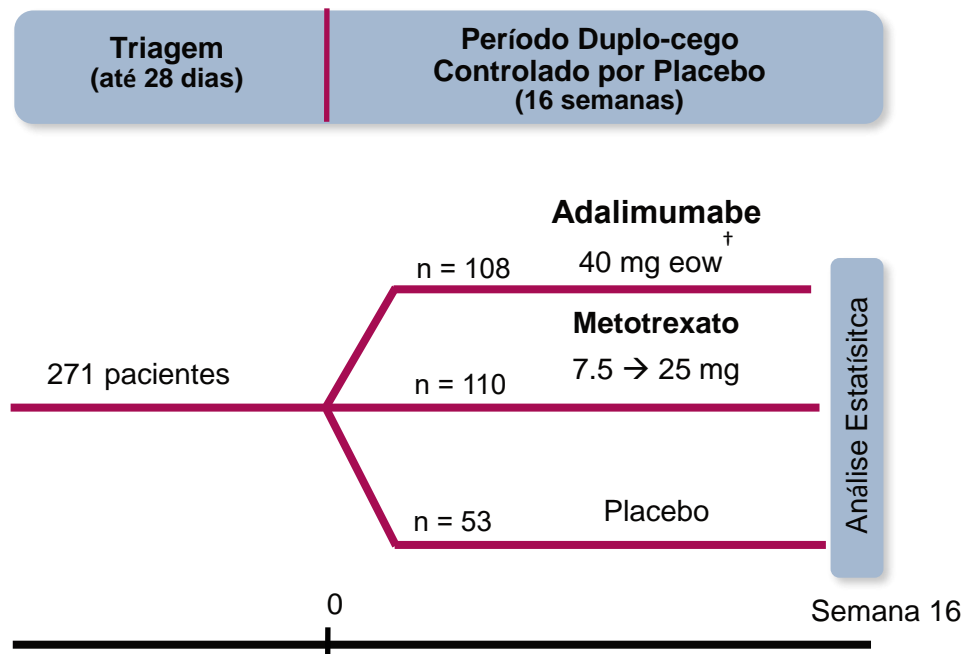 Triagem
(até 28 dias)
Período Duplo-cego
Controlado por Placebo
(16 semanas)
Adalimumabe
†
n = 108
40 mg eow
Metotrexato
271 pacientes
7.5 → 25 mg
n = 110
n = 53
Placebo
Análise Estatísitca
0
Semana 16